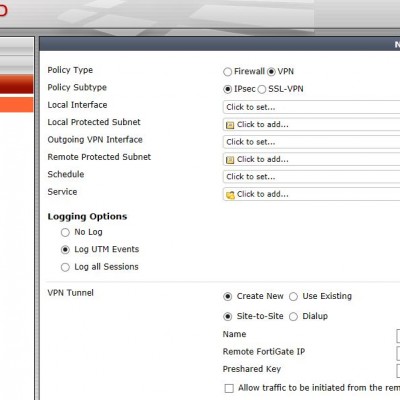 D
N
Policy Type Firewall VPN
Policy Subtype IPsec SSL-VPN
Local Interface Click to set...
Local Protected Subnet Click to add...
Outgoing VPN Interface Click to set...
Remote Protected Subnet Click to add...
Schedule Click to set...
Service Click to add...
Logging Options
No Log
Log UTM Events
Log all Sessions
VPN Tunnel Create New Use Existing
Site-to-Site Dialup
Name
Remote FortiGate IP
Preshared Key
Allow traffic to be initiated from the rem